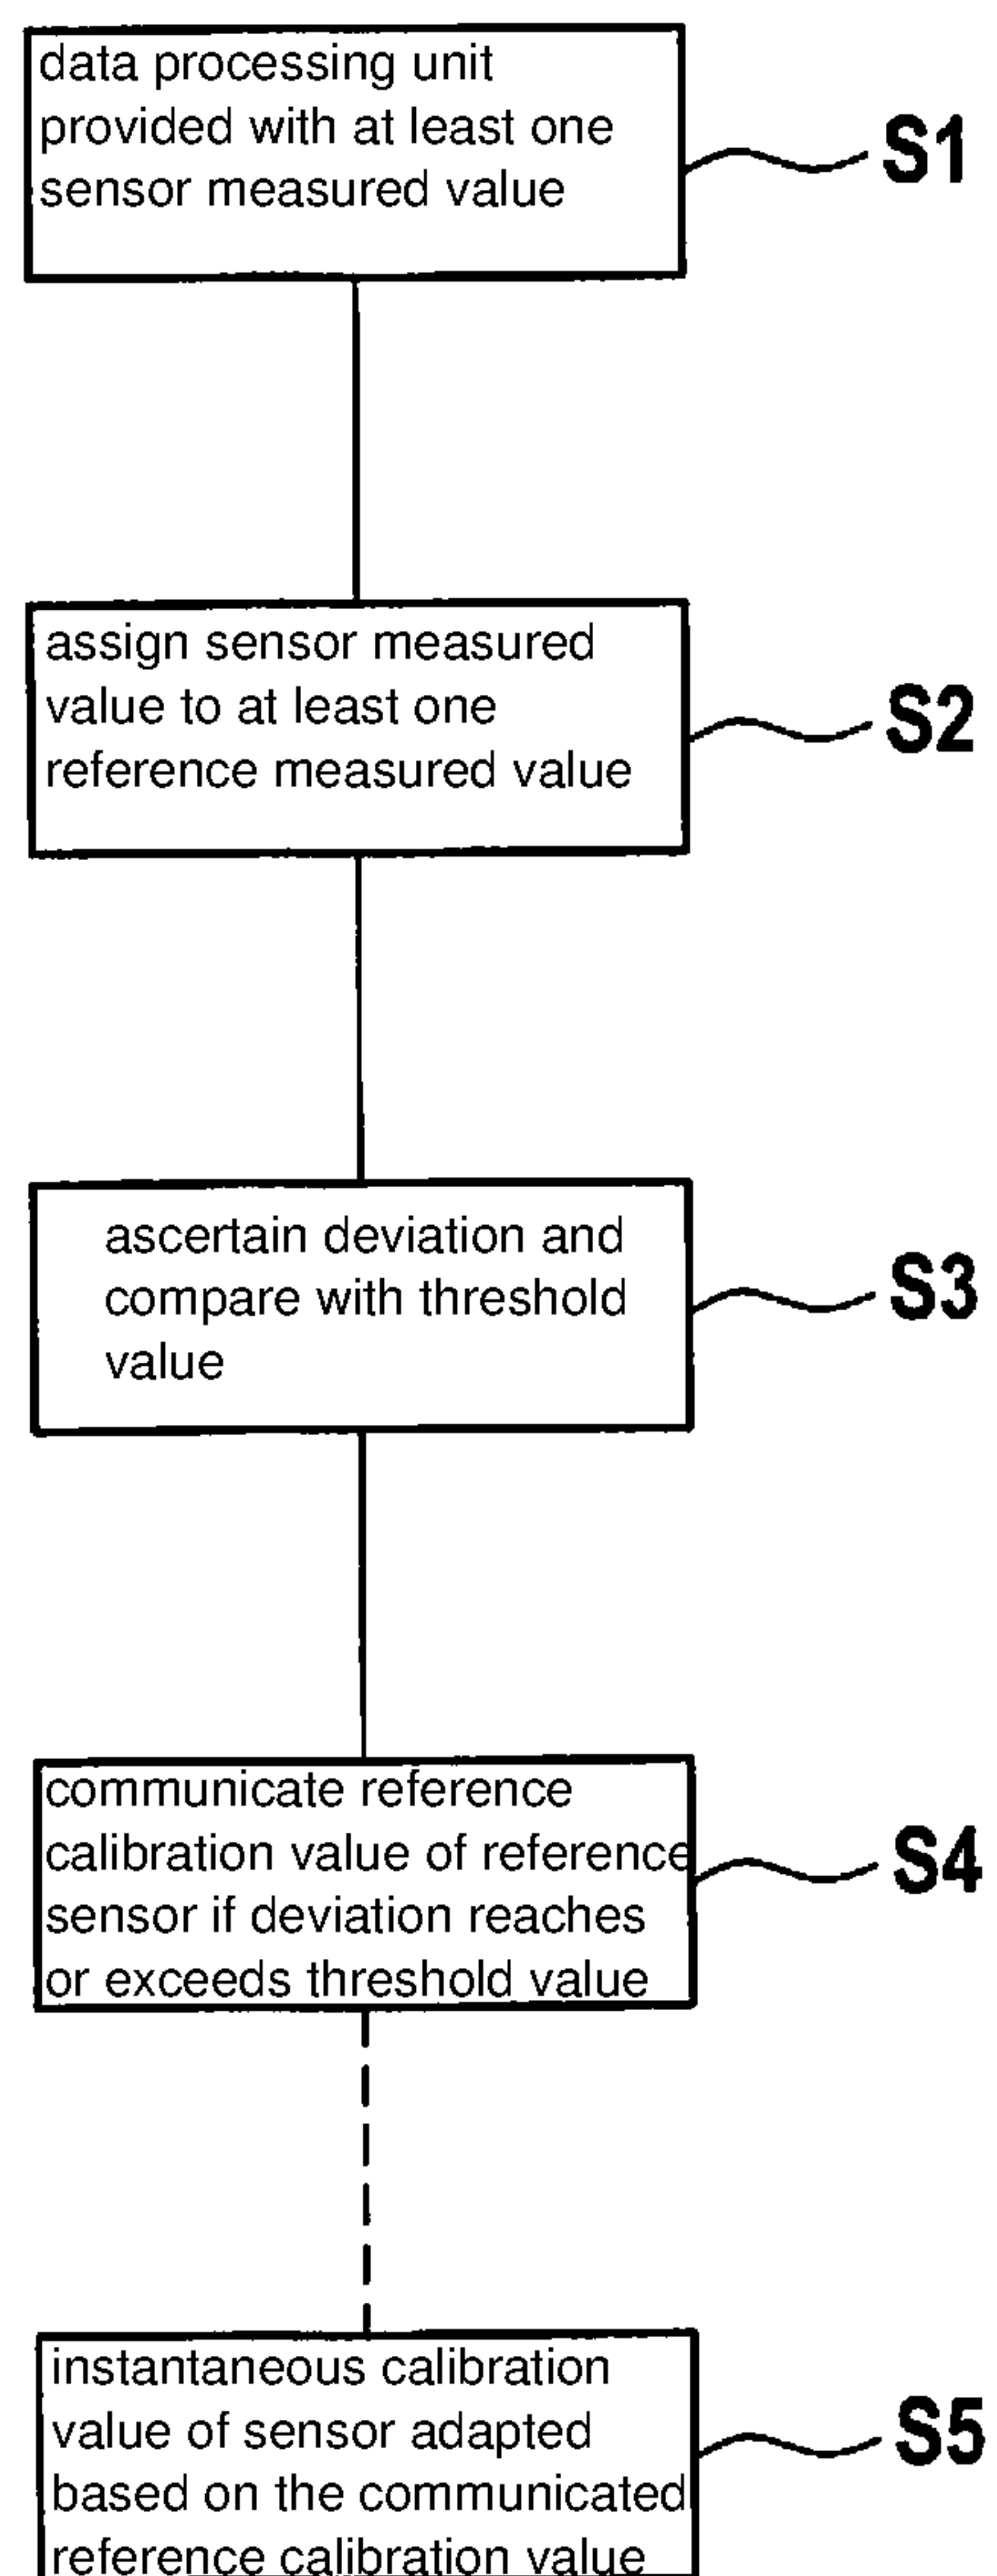 data processing unit
provided with at least one
sensor measured value
S1
assign sensor measured
value to at least one
reference measured value
S2
ascertain deviation and
compare with threshold
value
S3
communicate reference
calibration value of reference
sensor if deviation reaches
or exceeds threshold value
S4
instantaneous calibration
value of sensor adapted
based on the communicated
reference calibration value
S5